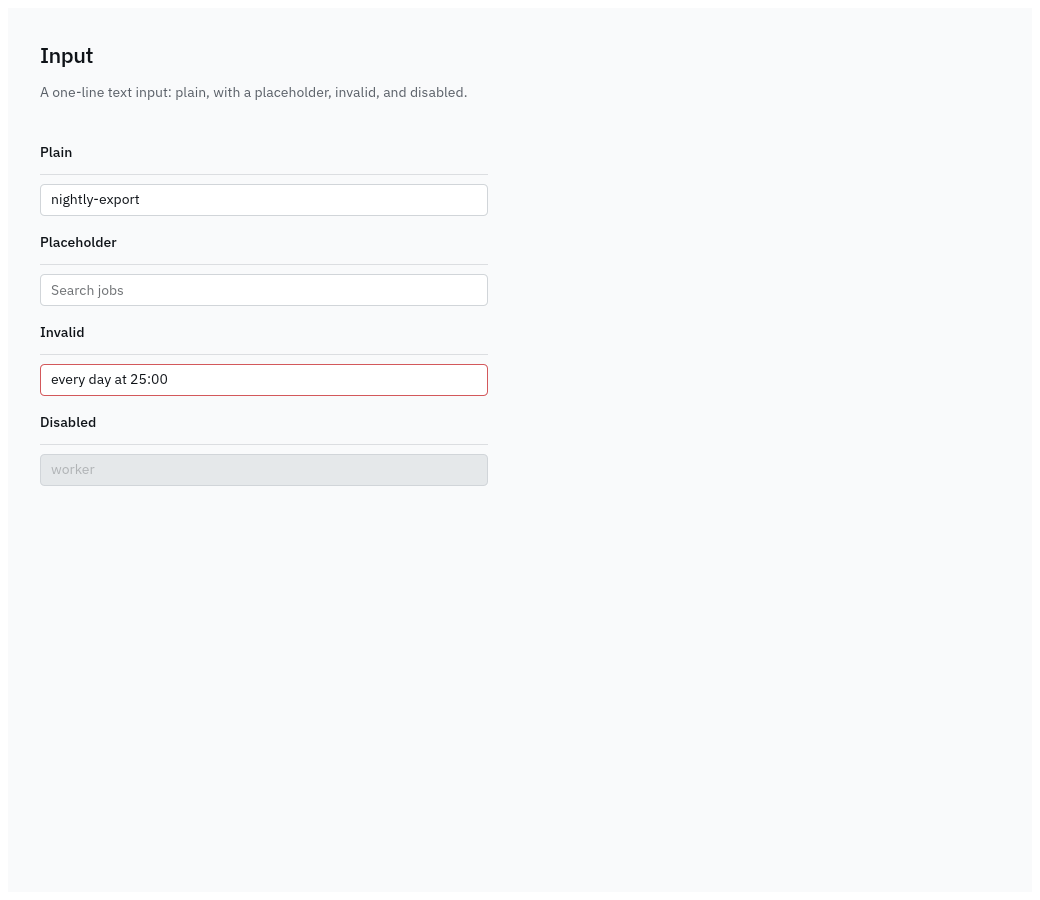 Input
A one-line text input: plain, with a placeholder, invalid, and disabled.
Plain
nightly-export
Placeholder
Search jobs
Invalid
every day at 25:00
Disabled
worker